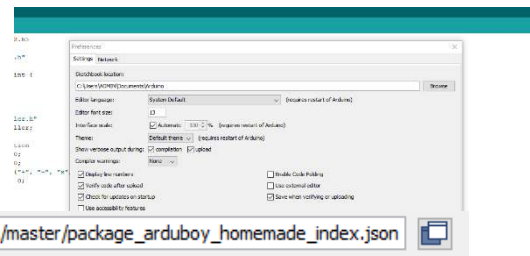 Preferences
Settings Network
Sketchbook location:
C:\Users\ADMIN\Documents\Arduino Browse
int (
Editor language: System Default (requires restart of Arduino)
Editor font size: 13
Interface scale: Automatic 100 % (requires restart of Arduino)
Theme: Default theme (requires restart of Arduino)
Show verbose output during: compilation upload
Compiler warnings: None
Display line numbers Enable Code Folding
Verify code after upload Use external editor
Check for updates on startup Save when verifying or uploading
Use accessibility features
/master/package_arduboy_homemade_index.json